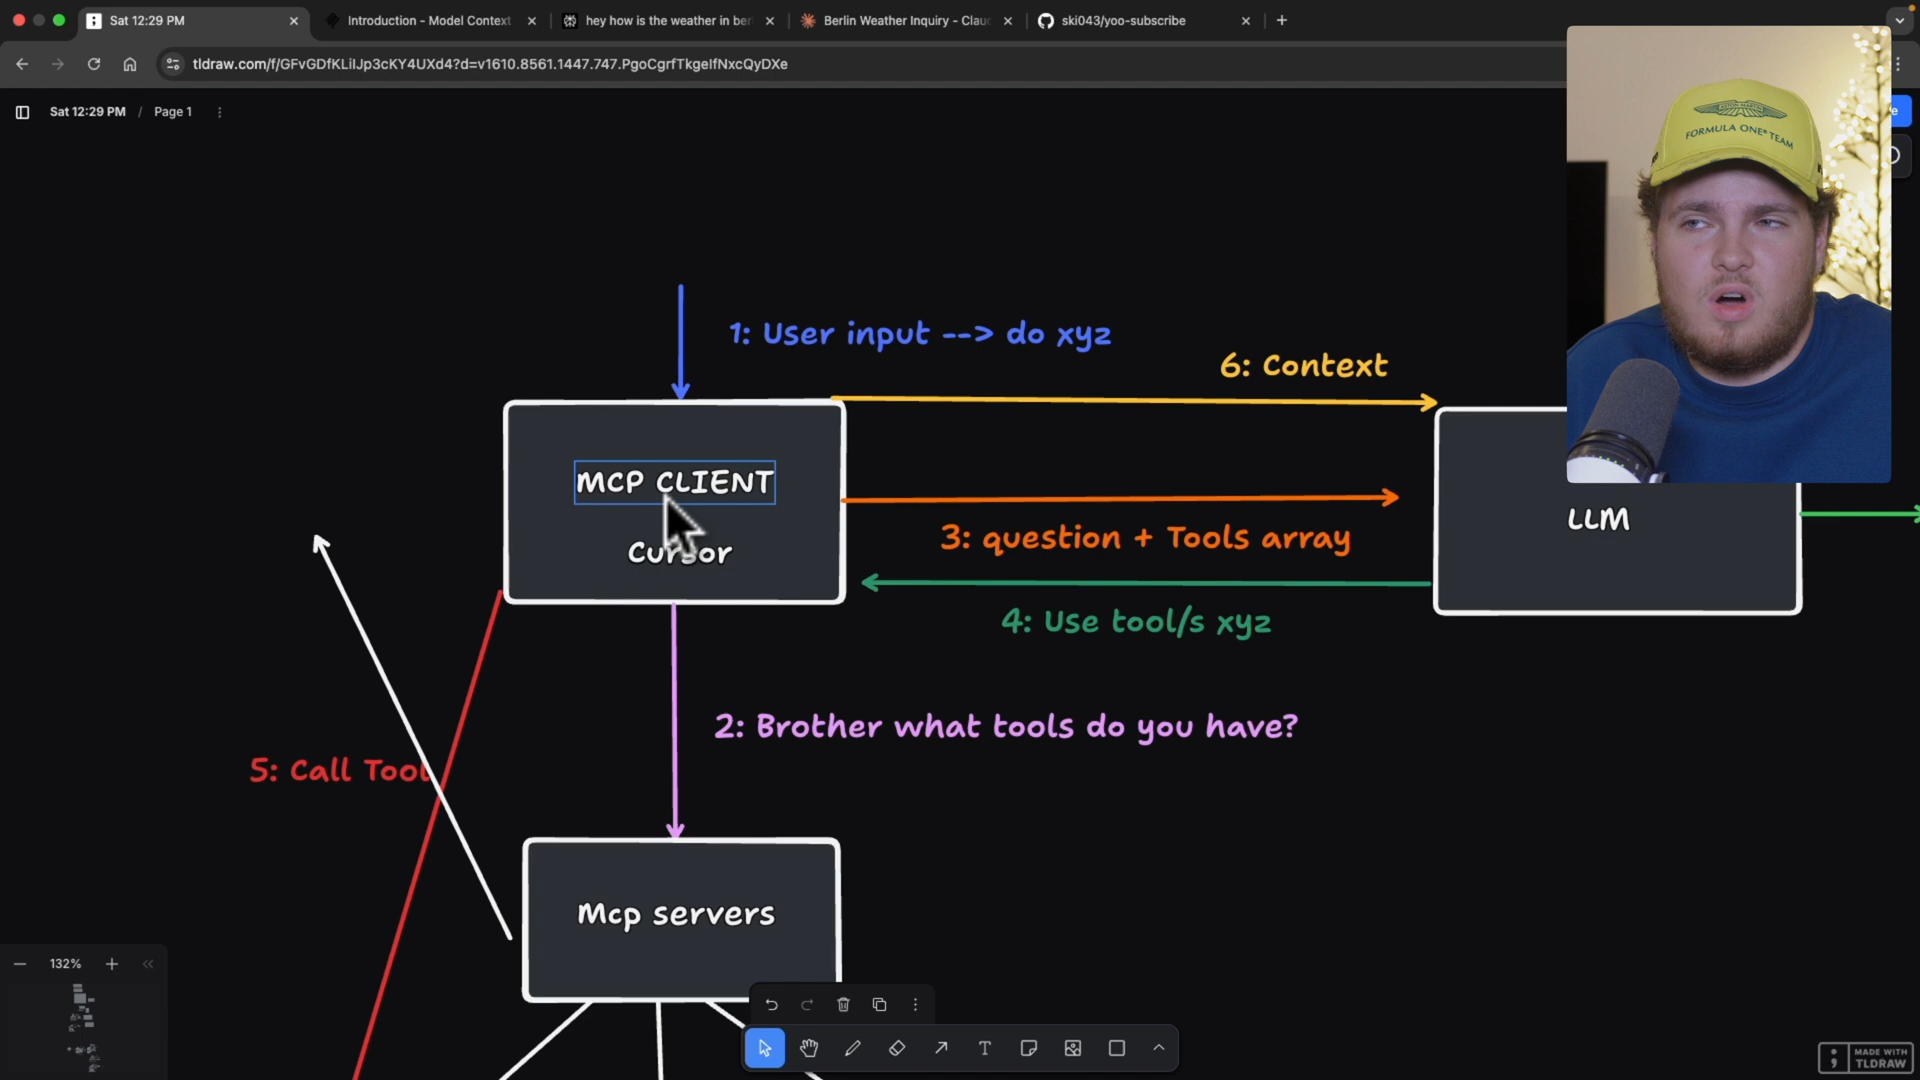 Sat 12:29 PM
Introduction - Model Context
hey how is the weather in ber
Berlin Weather Inquiry - Clau
ski043/yoo-subscribe
tldraw.com/f/GFvGDfKLiIJp3cKY4UXd4?d=v1610.8561.1447.747.PgoCgrfTkgeIfNxcQyDXe
Sat 12:29 PM / Page 1
ASTON MARTIN
FORMULA ONE® TEAM
1: User input --> do xyz
6: Context
MCP CLIENT
Cursor
3: question + Tools array
LLM
4: Use tool/s xyz
2: Brother what tools do you have?
5: Call Tool
Mcp servers
132%
MADE WITH
TLDRAW